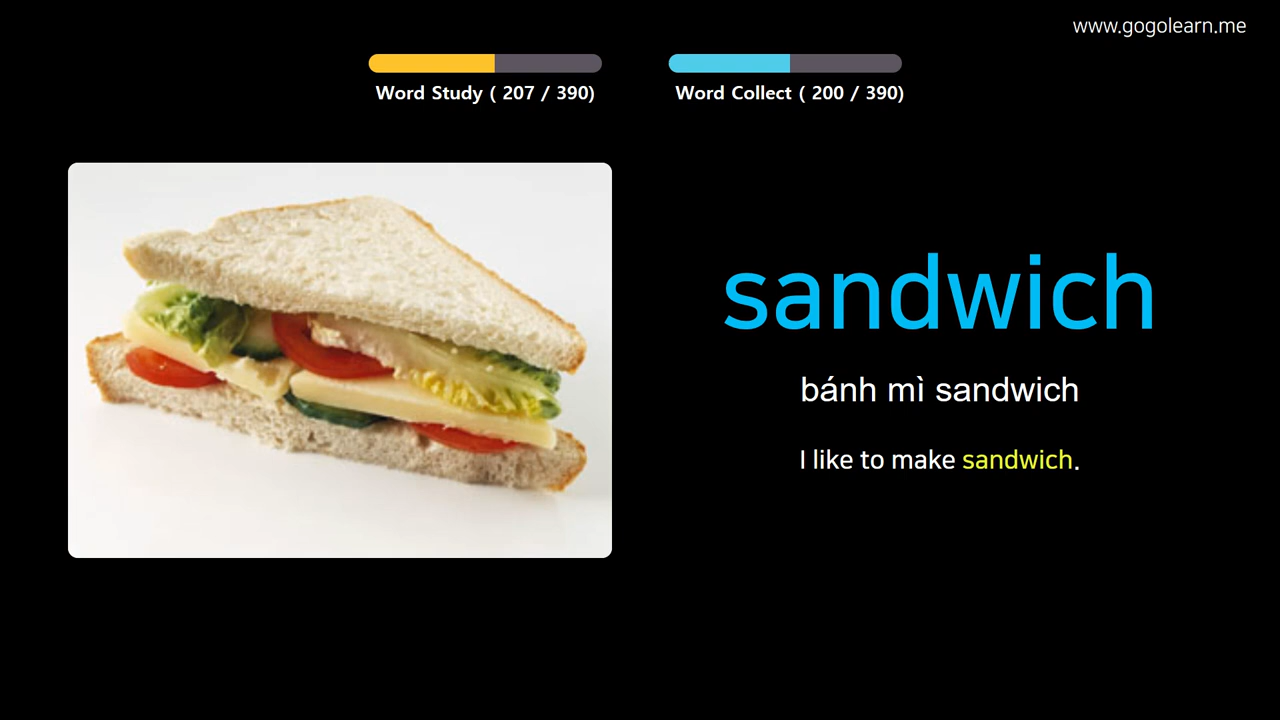 www.gogolearn.me
Word Study ( 207 / 390)
Word Collect ( 200 / 390)
sandwich
bánh mì sandwich
I like to make sandwich.